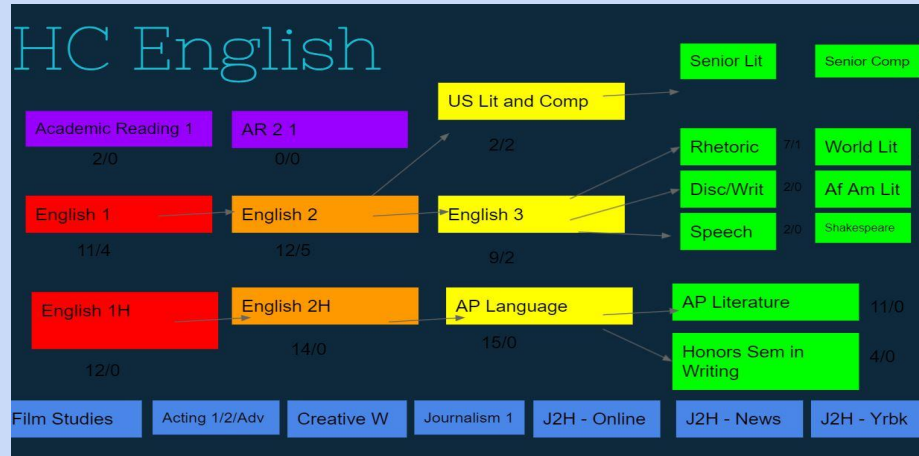 HC English
Senior Lit
Senior Comp
US Lit and Comp
2/2
Academic Reading 1
AR 2 1
2/0
0/0
Rhetoric
7/1
World Lit
Disc/Writ
2/0
Af Am Lit
English 1
English 2
English 3
Speech
2/0
Shakespeare
11/4
12/5
9/2
English 1H
English 2H
AP Language
AP Literature
11/0
12/0
14/0
15/0
Honors Sem in
Writing
4/0
Film Studies
Acting 1/2/Adv
Creative W
Journalism 1
J2H - Online
J2H - News
J2H - Yrbk